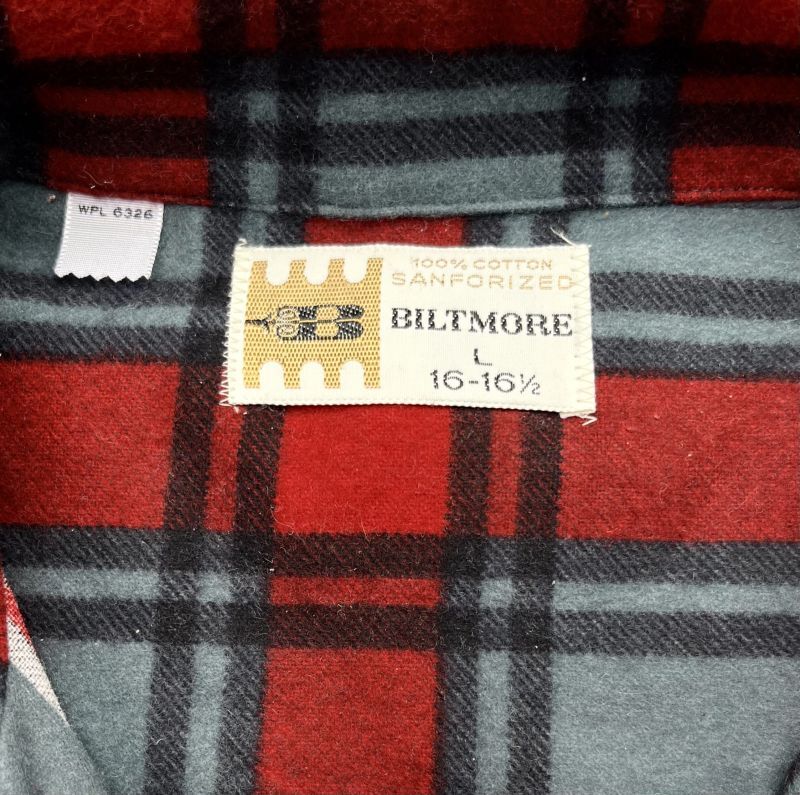 WPL 6326
100% COTTON
SANFORIZED
BILTMORE
L
16-16½